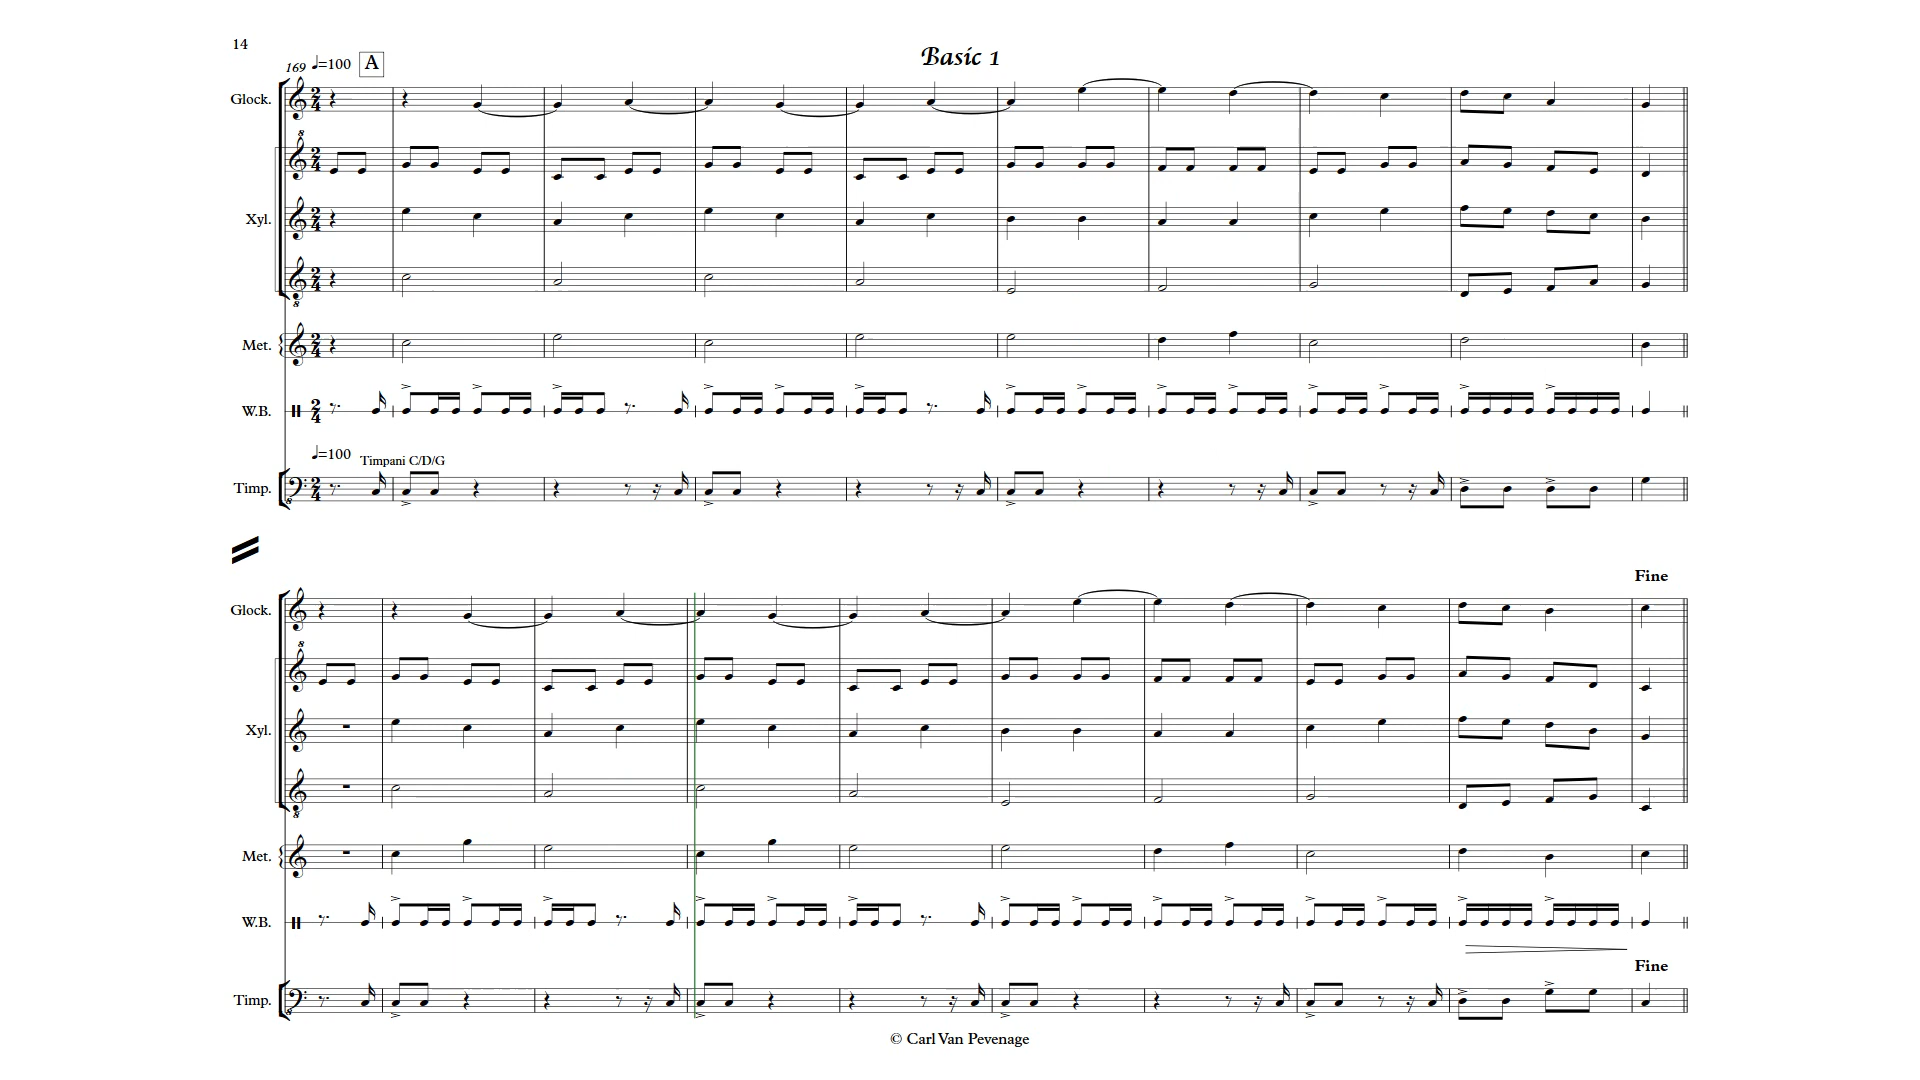 14
Basic 1
169 ♩=100 A
Glock.
Xyl.
Met.
W.B.
♩=100 Timpani C/D/G
Timp.
Fine
Glock.
Xyl.
Met.
W.B.
Fine
Timp.
© Carl Van Pevenage